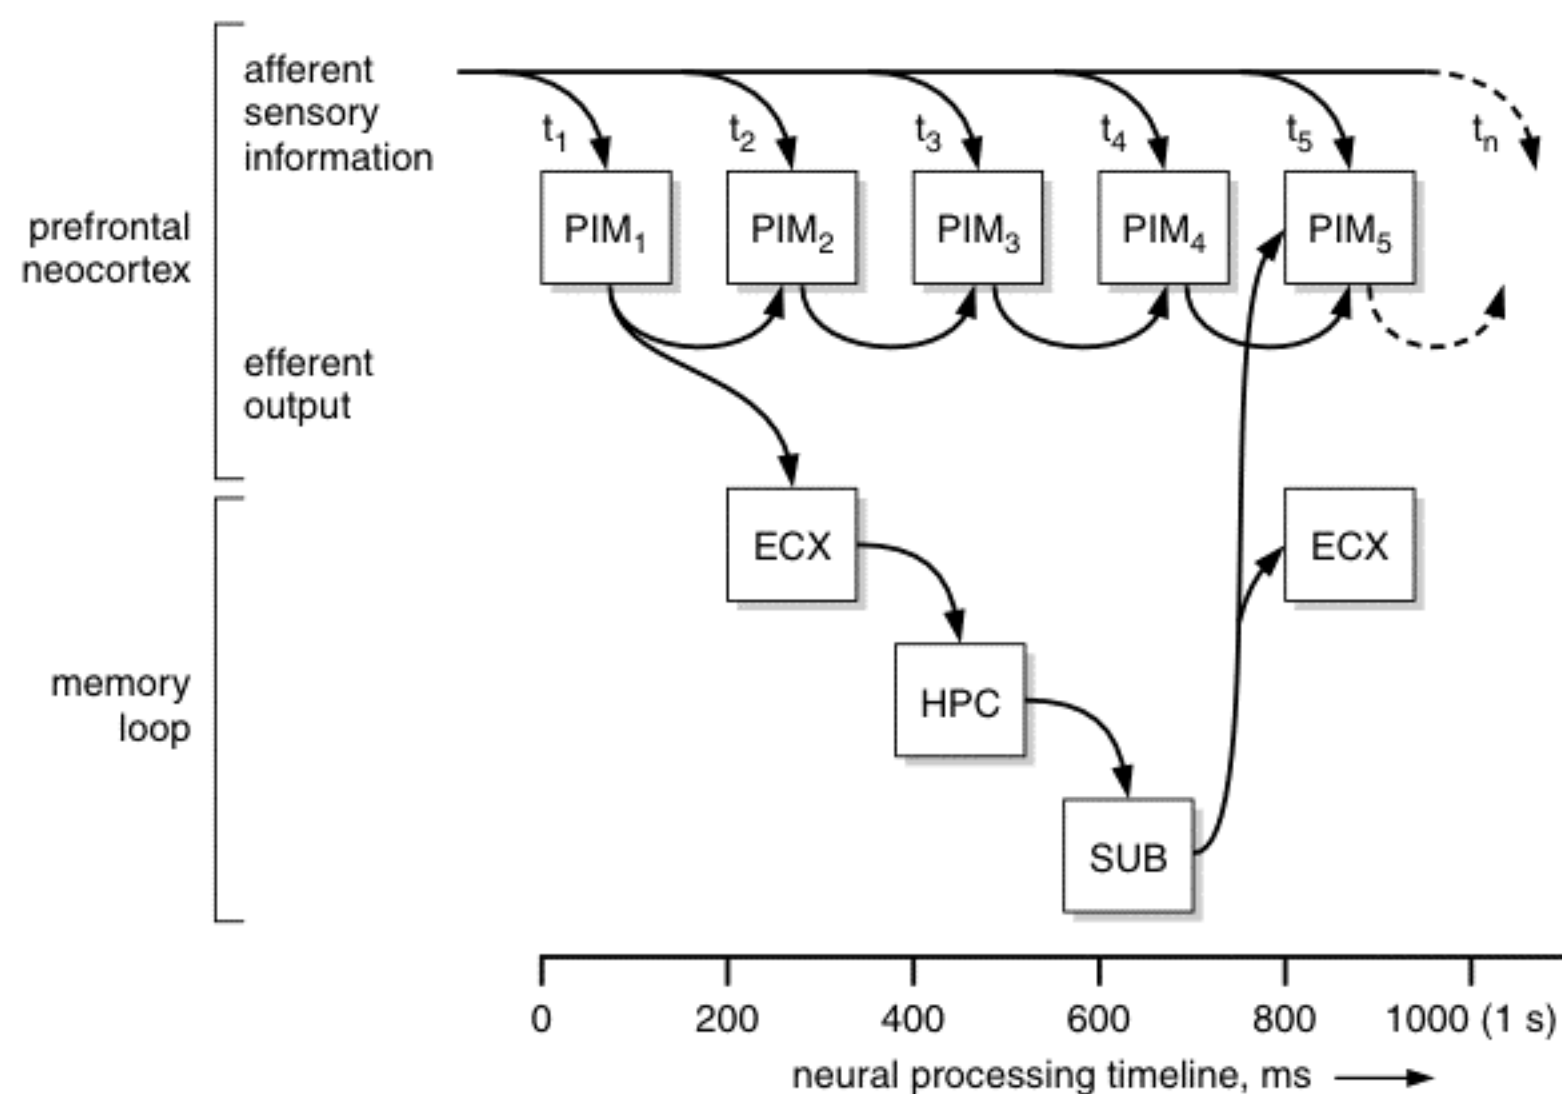 afferent
sensory
information
prefrontal
neocortex
efferent
output
t₁ t₂ t₃ t₄ t₅ tₙ
PIM₁ PIM₂ PIM₃ PIM₄ PIM₅
memory
loop
ECX ECX
HPC
SUB
0 200 400 600 800 1000 (1 s)
neural processing timeline, ms